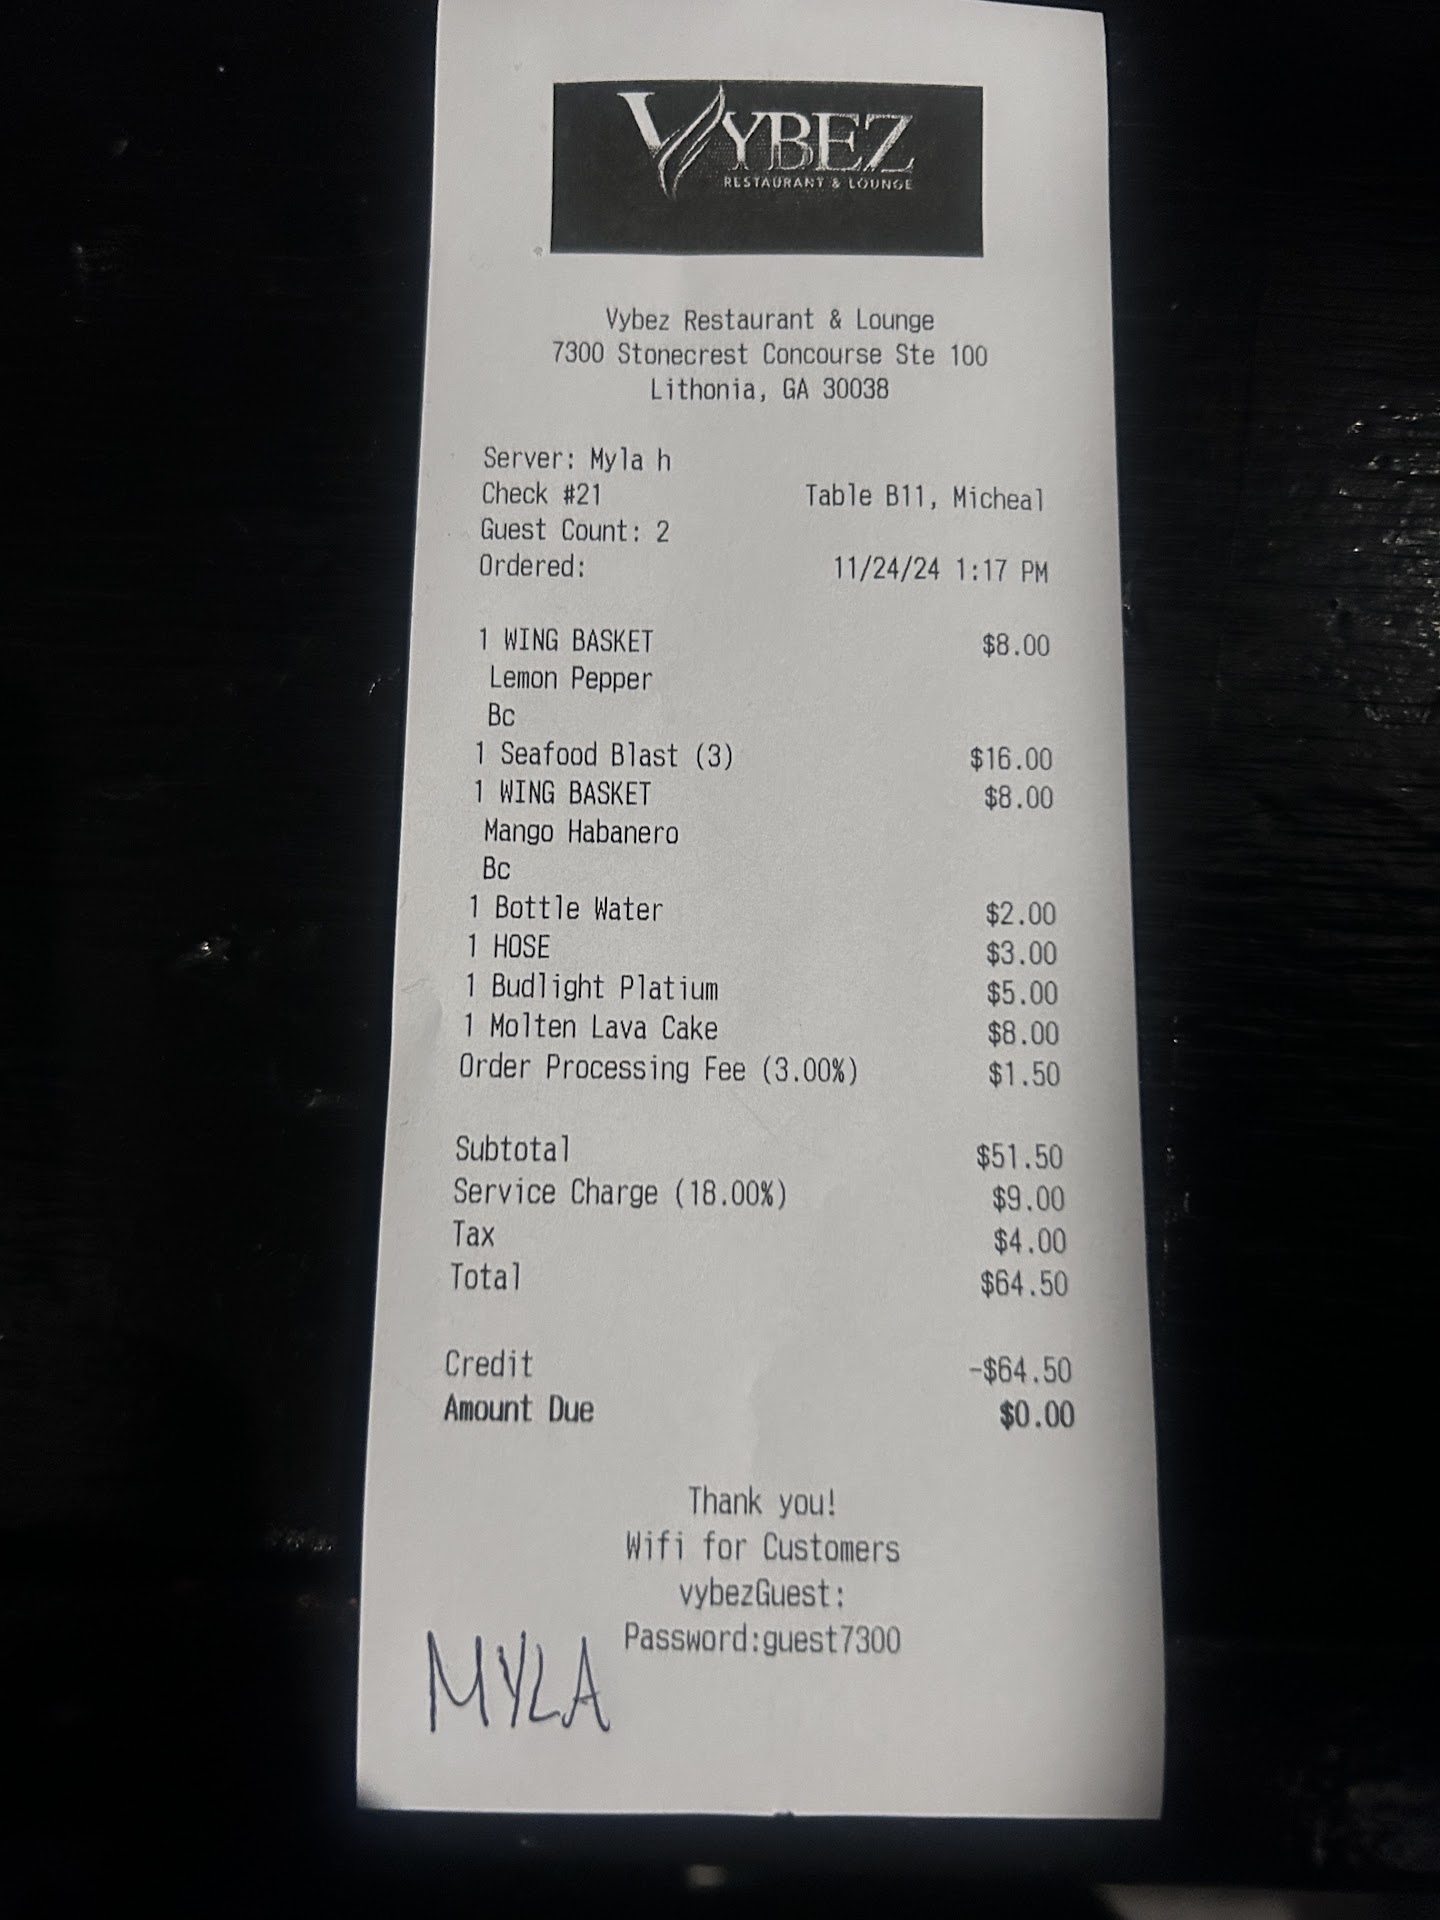 VYBEZ
RESTAURANT & LOUNGE
Vybez Restaurant & Lounge
7300 Stonecrest Concourse Ste 100
Lithonia, GA 30038
Server: Myla h
Check #21 Table B11, Micheal
Guest Count: 2
Ordered: 11/24/24 1:17 PM
1 WING BASKET $8.00
Lemon Pepper
Bc
1 Seafood Blast (3) $16.00
1 WING BASKET $8.00
Mango Habanero
Bc
1 Bottle Water $2.00
1 HOSE $3.00
1 Budlight Platium $5.00
1 Molten Lava Cake $8.00
Order Processing Fee (3.00%) $1.50
Subtotal $51.50
Service Charge (18.00%) $9.00
Tax $4.00
Total $64.50
Credit -$64.50
Amount Due $0.00
Thank you!
Wifi for Customers
vybezGuest:
Password:guest7300
MYLA